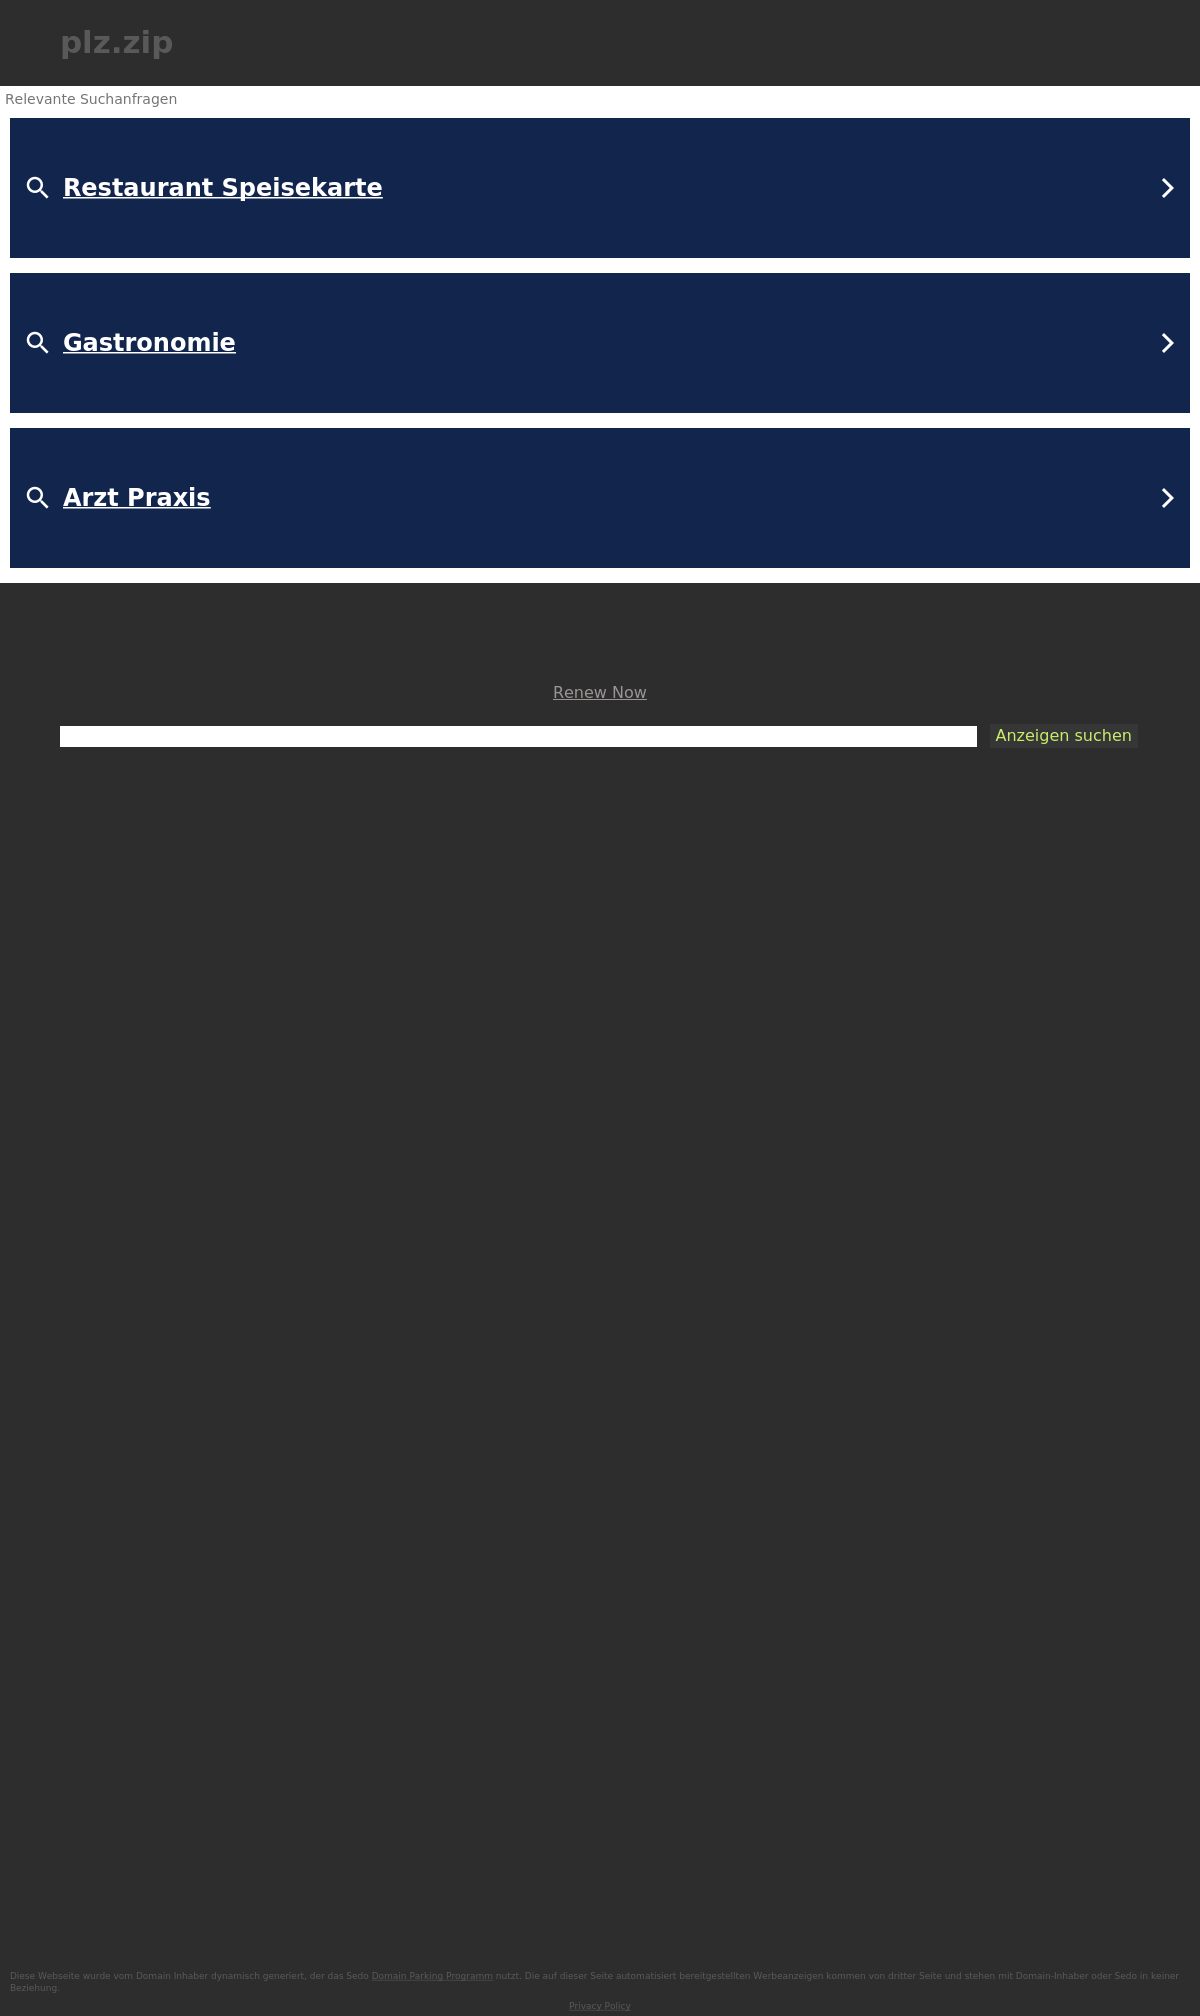 plz.zip
Relevante Suchanfragen
Restaurant Speisekarte
Gastronomie
Arzt Praxis
Renew Now
Anzeigen suchen
Diese Webseite wurde vom Domain Inhaber dynamisch generiert, der das Sedo Domain Parking Programm nutzt. Die auf dieser Seite automatisiert bereitgestellten Werbeanzeigen kommen von dritter Seite und stehen mit Domain-Inhaber oder Sedo in keiner
Beziehung.
Privacy Policy